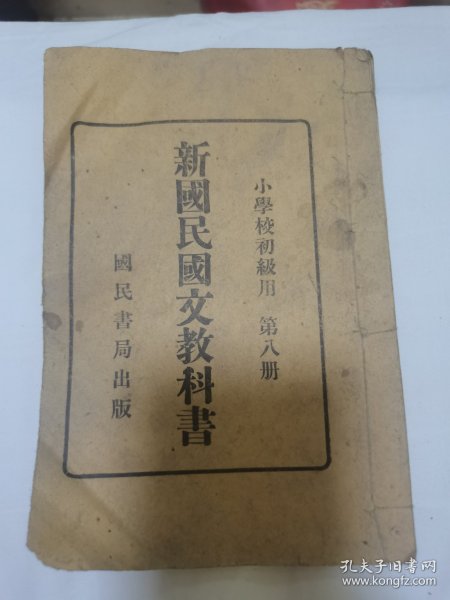 小學校初級用 第八册
新國民國文教科書
國民書局出版
孔夫子旧书网
www.kongfz.com